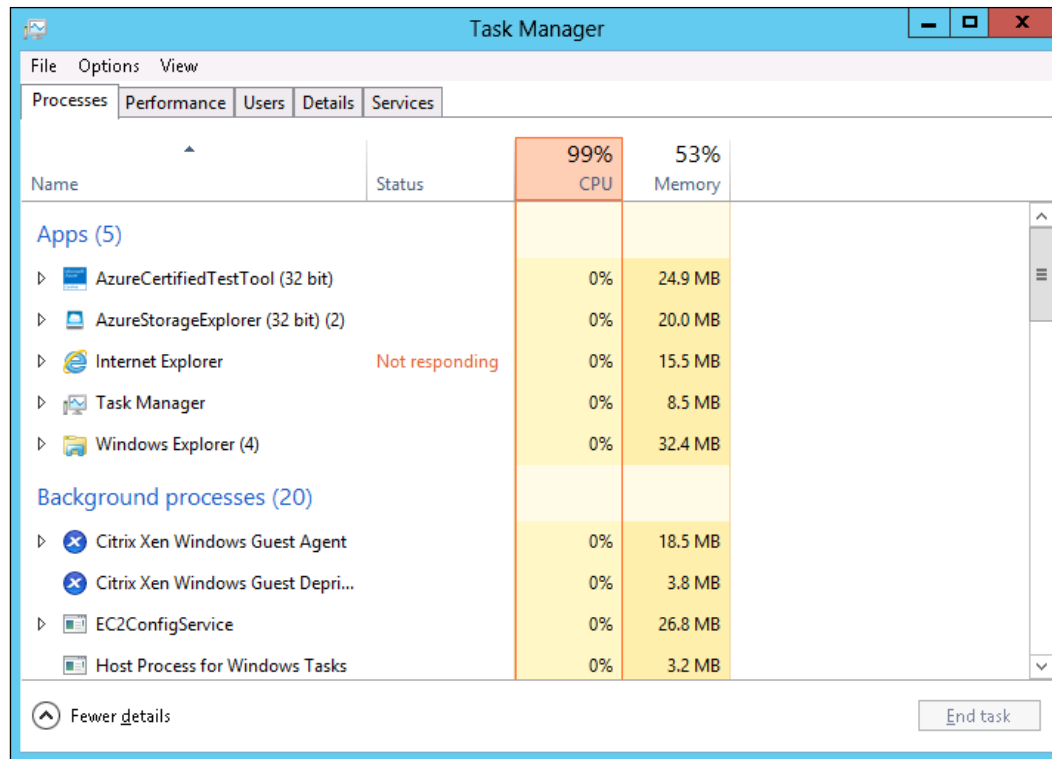 Task Manager
File Options View
Processes Performance Users Details Services
99% 53%
Name Status CPU Memory
Apps (5)
AzureCertifiedTestTool (32 bit) 0% 24.9 MB
AzureStorageExplorer (32 bit) (2) 0% 20.0 MB
Internet Explorer Not responding 0% 15.5 MB
Task Manager 0% 8.5 MB
Windows Explorer (4) 0% 32.4 MB
Background processes (20)
Citrix Xen Windows Guest Agent 0% 18.5 MB
Citrix Xen Windows Guest Depri... 0% 3.8 MB
EC2ConfigService 0% 26.8 MB
Host Process for Windows Tasks 0% 3.2 MB
Fewer details End task